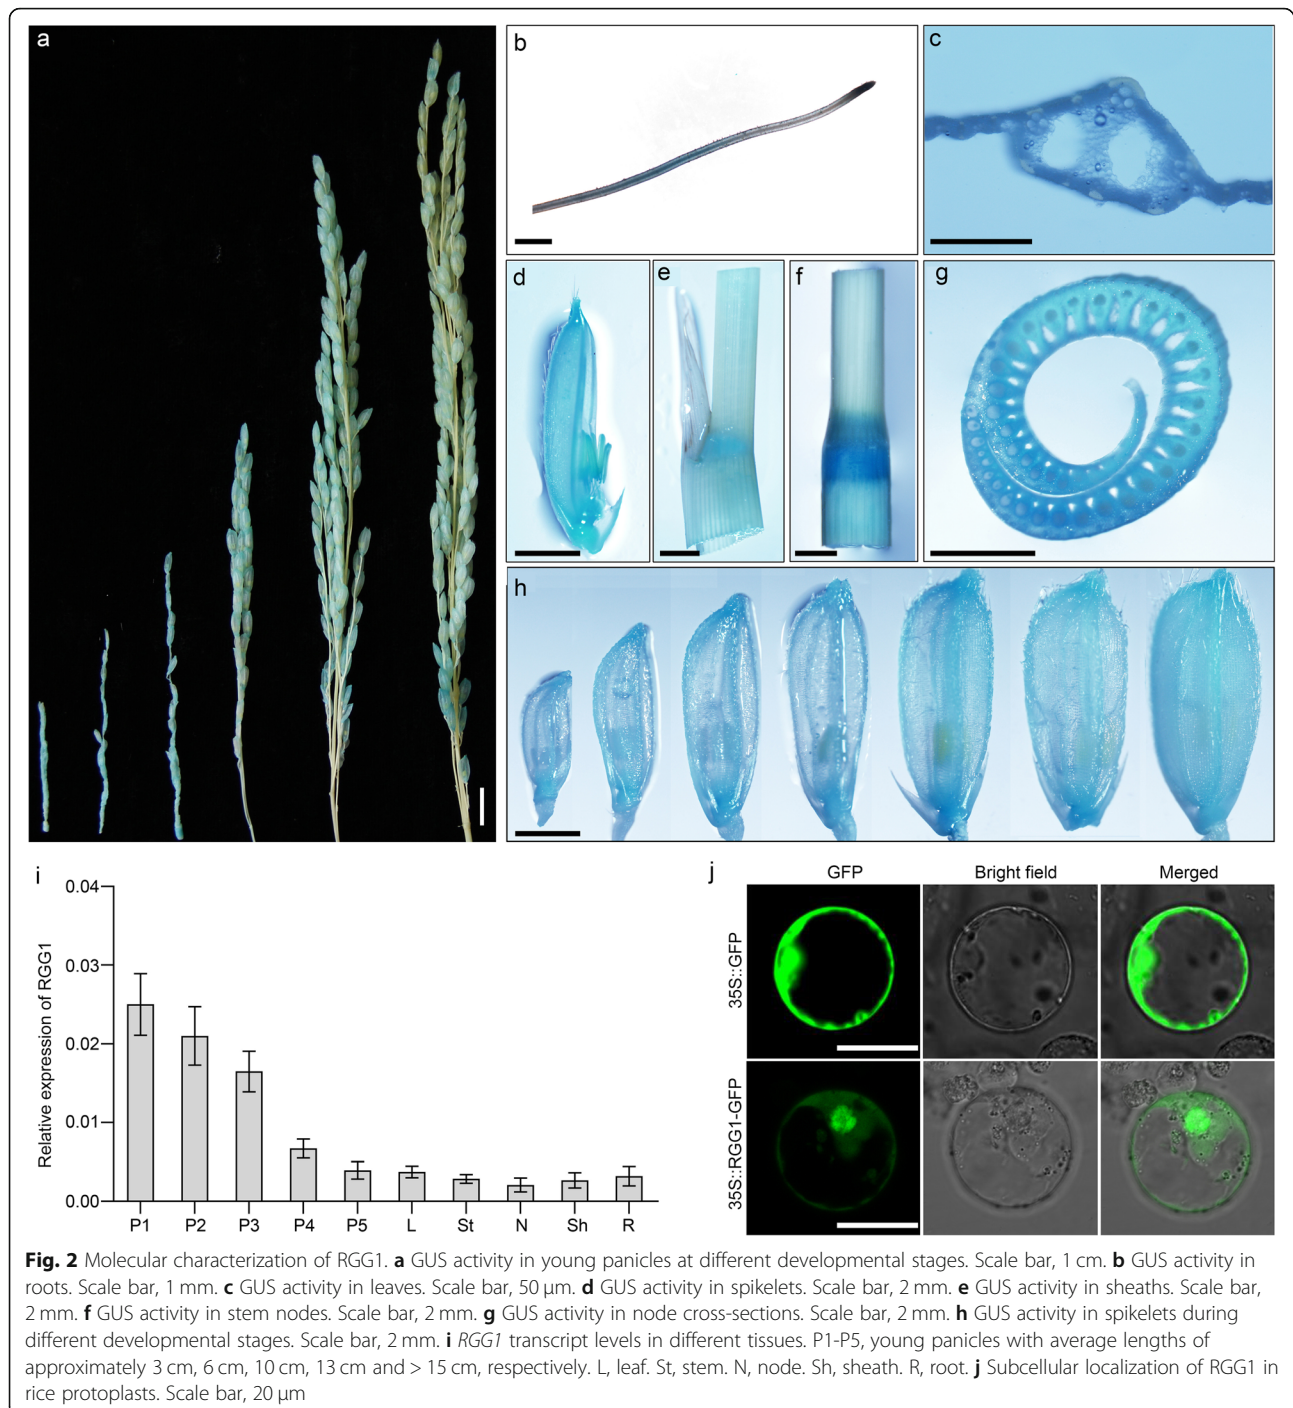 a
b
c
d
e
f
g
h
i
0.04
0.03
0.02
0.01
0.00
Relative expression of RGG1
P1 P2 P3 P4 P5 L St N Sh R
j
GFP Bright field Merged
35S::GFP
35S::RGG1-GFP
Fig. 2 Molecular characterization of RGG1. a GUS activity in young panicles at different developmental stages. Scale bar, 1 cm. b GUS activity in
roots. Scale bar, 1 mm. c GUS activity in leaves. Scale bar, 50 μm. d GUS activity in spikelets. Scale bar, 2 mm. e GUS activity in sheaths. Scale bar,
2 mm. f GUS activity in stem nodes. Scale bar, 2 mm. g GUS activity in node cross-sections. Scale bar, 2 mm. h GUS activity in spikelets during
different developmental stages. Scale bar, 2 mm. i RGG1 transcript levels in different tissues. P1-P5, young panicles with average lengths of
approximately 3 cm, 6 cm, 10 cm, 13 cm and > 15 cm, respectively. L, leaf. St, stem. N, node. Sh, sheath. R, root. j Subcellular localization of RGG1 in
rice protoplasts. Scale bar, 20 μm